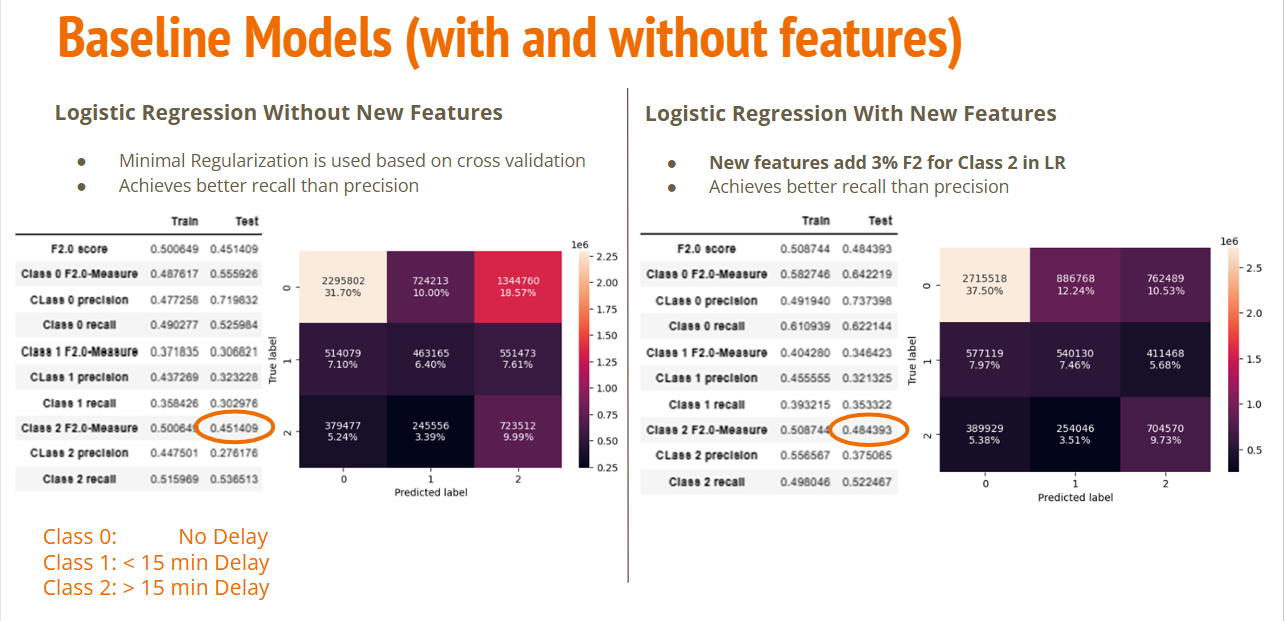 Baseline Models (with and without features)
Logistic Regression Without New Features
● Minimal Regularization is used based on cross validation
● Achieves better recall than precision
Train Test
F2.0 score 0.500649 0.451409
Class 0 F2.0-Measure 0.487617 0.555926
CLass 0 precision 0.477258 0.719832
Class 0 recall 0.490277 0.525984
Class 1 F2.0-Measure 0.371835 0.306821
CLass 1 precision 0.437269 0.323228
Class 1 recall 0.358426 0.302976
Class 2 F2.0-Measure 0.500649 0.451409
CLass 2 precision 0.447501 0.276176
Class 2 recall 0.515969 0.536513
1e6
True label
0
2295802 724213 1344760
31.70% 10.00% 18.57%
1
514079 463165 551473
7.10% 6.40% 7.61%
2
379477 245556 723512
5.24% 3.39% 9.99%
0 1 2
Predicted label
2.25
2.00
1.75
1.50
1.25
1.00
0.75
0.50
0.25
Class 0: No Delay
Class 1: < 15 min Delay
Class 2: > 15 min Delay
Logistic Regression With New Features
● New features add 3% F2 for Class 2 in LR
● Achieves better recall than precision
Train Test
F2.0 score 0.508744 0.484393
Class 0 F2.0-Measure 0.582746 0.642219
CLass 0 precision 0.491940 0.737398
Class 0 recall 0.610939 0.622144
Class 1 F2.0-Measure 0.404280 0.346423
CLass 1 precision 0.455555 0.321325
Class 1 recall 0.393215 0.353322
Class 2 F2.0-Measure 0.508744 0.484393
CLass 2 precision 0.556567 0.375065
Class 2 recall 0.498046 0.522467
1e6
True label
0
2715518 886768 762489
37.50% 12.24% 10.53%
1
577119 540130 411468
7.97% 7.46% 5.68%
2
389929 254046 704570
5.38% 3.51% 9.73%
0 1 2
Predicted label
2.5
2.0
1.5
1.0
0.5